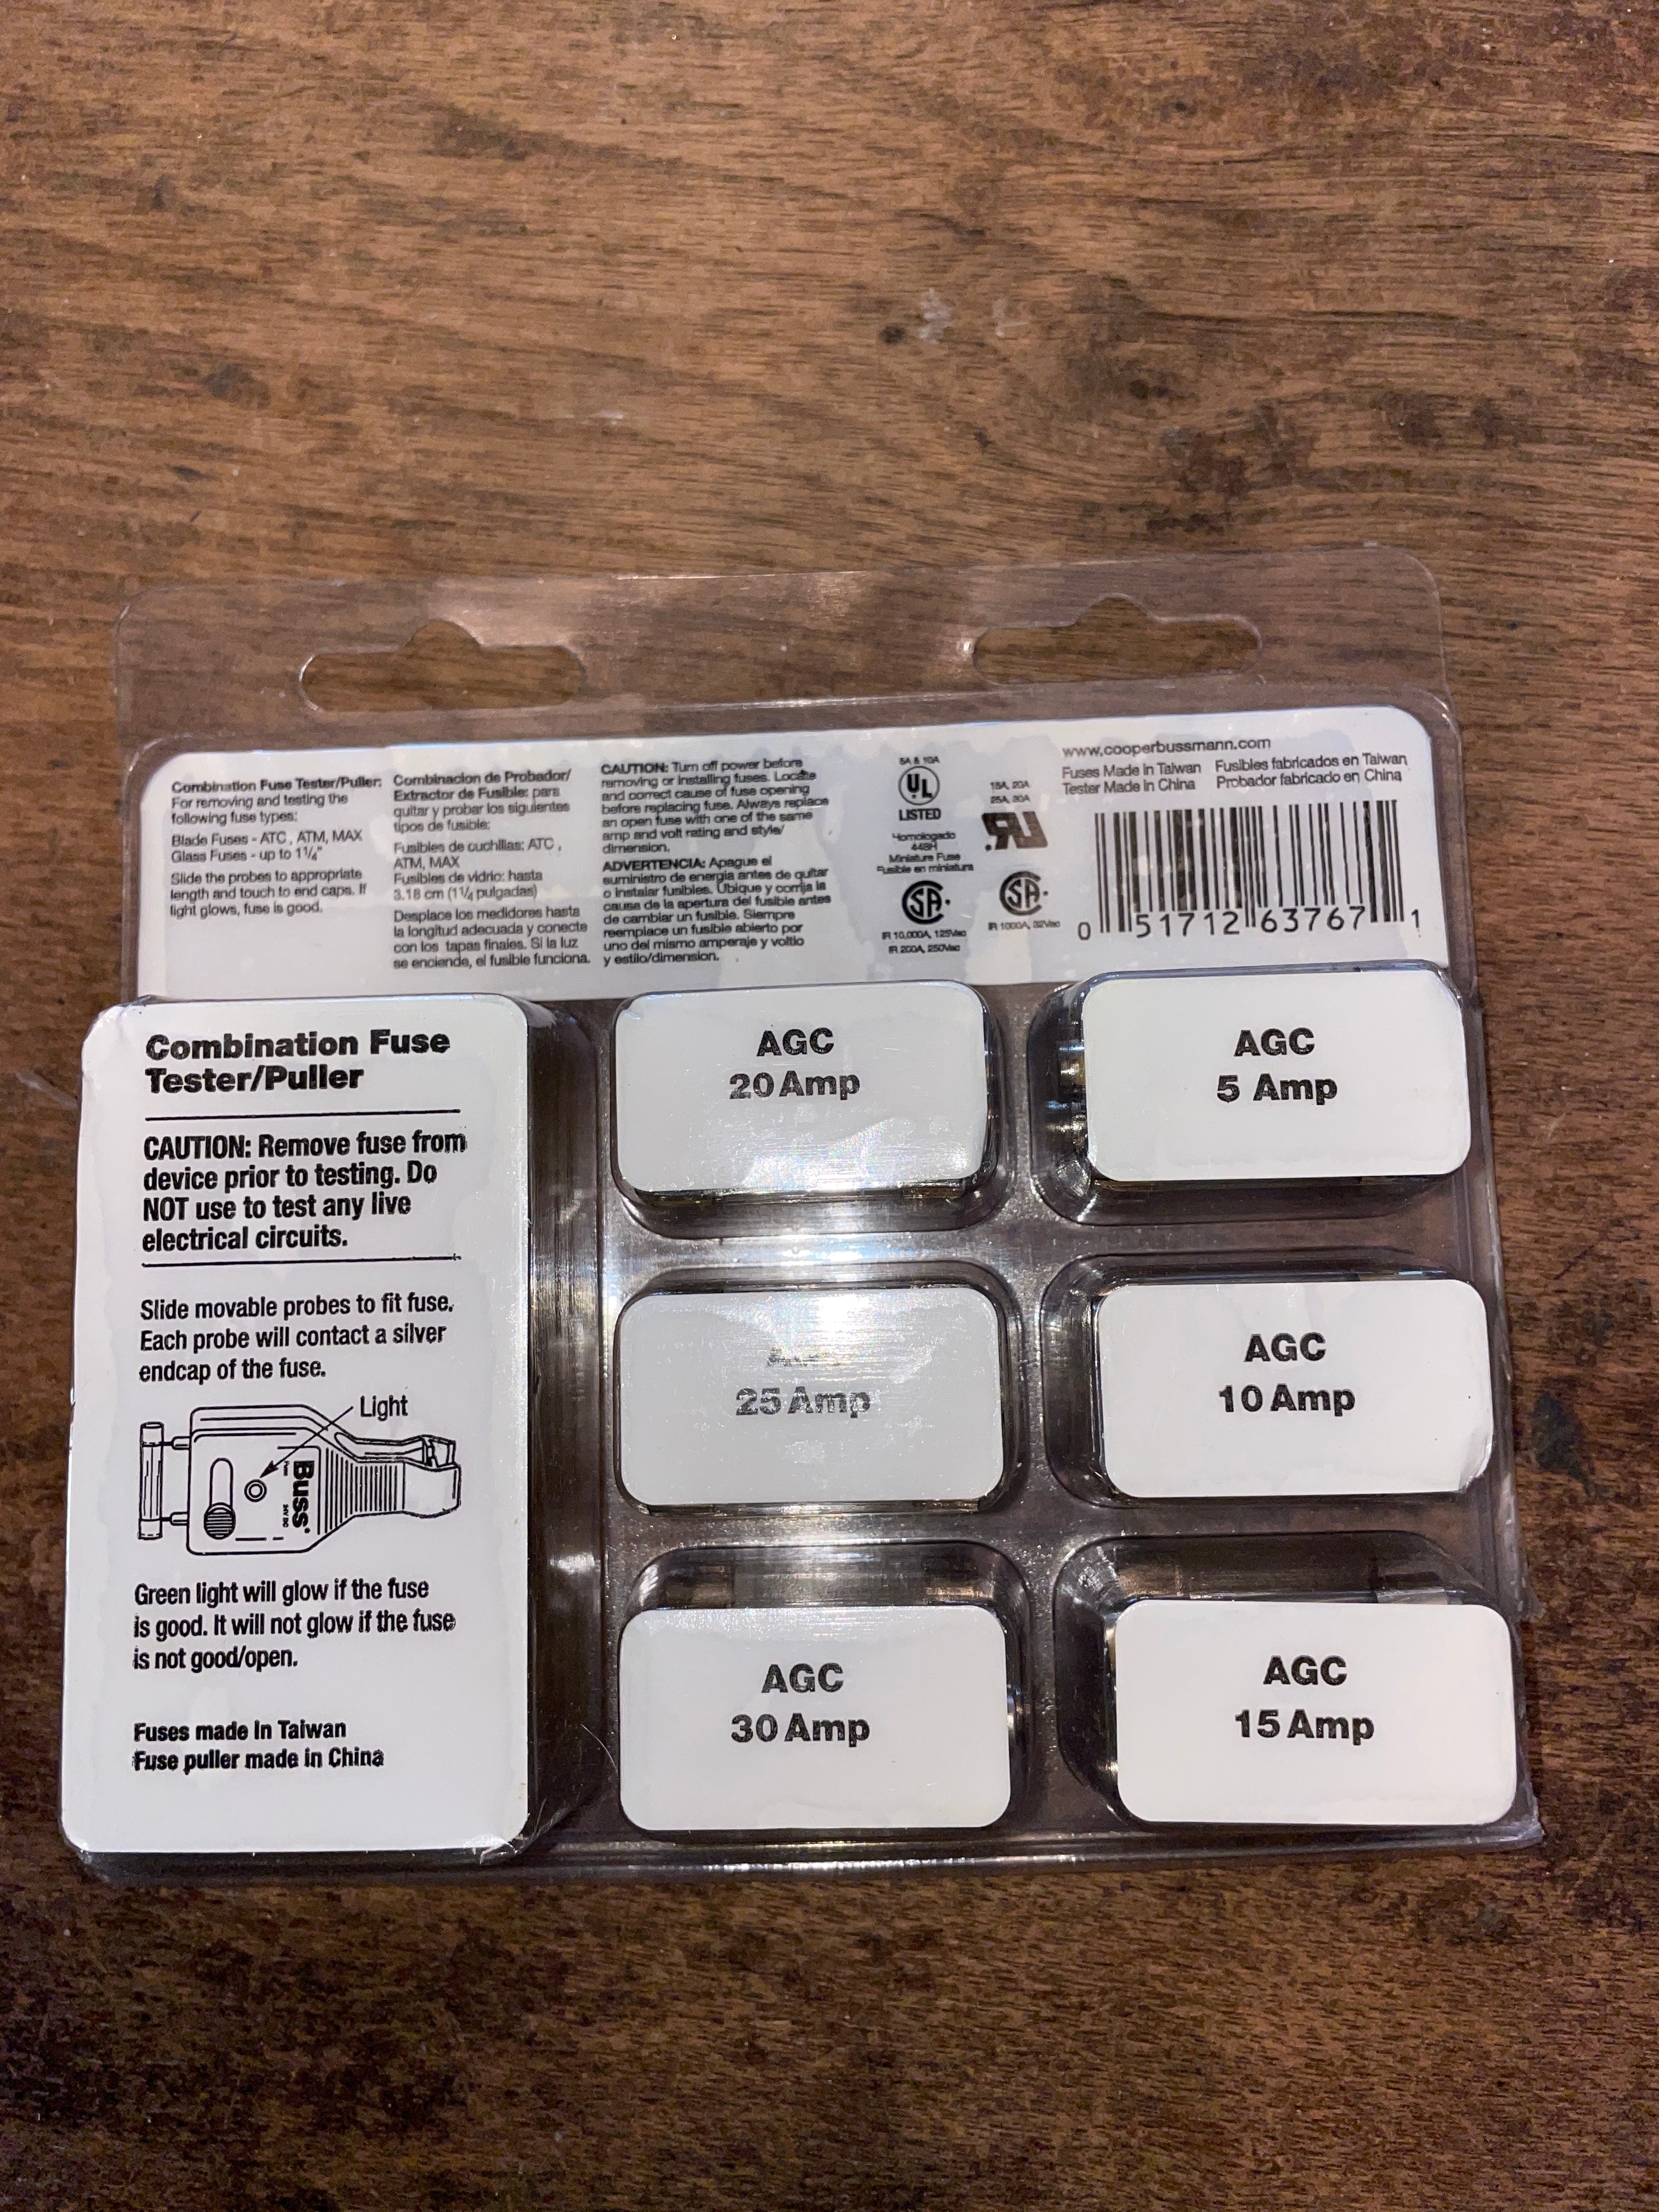 Combination Fuse Tester/Puller:
For removing and testing the
following fuse types:
Blade Fuses - ATC , ATM, MAX
Glass Fuses - up to 1¼"
Slide the probes to appropriate
length and touch to end caps. If
light glows, fuse is good.
Combinacion de Probador/
Extractor de Fusible: para
quitar y probar los siguientes
tipos de fusible:
Fusibles de cuchillas: ATC ,
ATM, MAX
Fusibles de vidrio: hasta
3.18 cm (1¼ pulgadas)
Desplace los medidores hasta
la longitud adecuada y conecte
con los tapas finales. Si la luz
se enciende, el fusible funciona.
CAUTION: Turn off power before
removing or installing fuses. Locate
and correct cause of fuse opening
before replacing fuse. Always replace
an open fuse with one of the same
amp and volt rating and style/
dimension.
ADVERTENCIA: Apague el
suministro de energia antes de quitar
o instalar fusibles. Ubique y corrija la
causa de la apertura del fusible antes
de cambiar un fusible. Siempre
reemplace un fusible abierto por
uno del mismo amperaje y voltio
y estilo/dimension.
5A & 10A
UL
LISTED
Homologado
448H
Miniature Fuse
Fusible en miniatura
SA
IR 10,000A, 125Vac
IR 200A, 250Vac
15A, 20A
25A, 30A
SA
IR 1000A, 32Vac
www.cooperbussmann.com
Fuses Made in Taiwan Fusibles fabricados en Taiwan
Tester Made in China Probador fabricado en China
0 51712 63767 1
Combination Fuse
Tester/Puller
CAUTION: Remove fuse from
device prior to testing. Do
NOT use to test any live
electrical circuits.
Slide movable probes to fit fuse.
Each probe will contact a silver
endcap of the fuse.
Light
Buss
Green light will glow if the fuse
is good. It will not glow if the fuse
is not good/open.
Fuses made in Taiwan
Fuse puller made in China
AGC
20 Amp
AGC
5 Amp
25 Amp
AGC
10 Amp
AGC
30 Amp
AGC
15 Amp